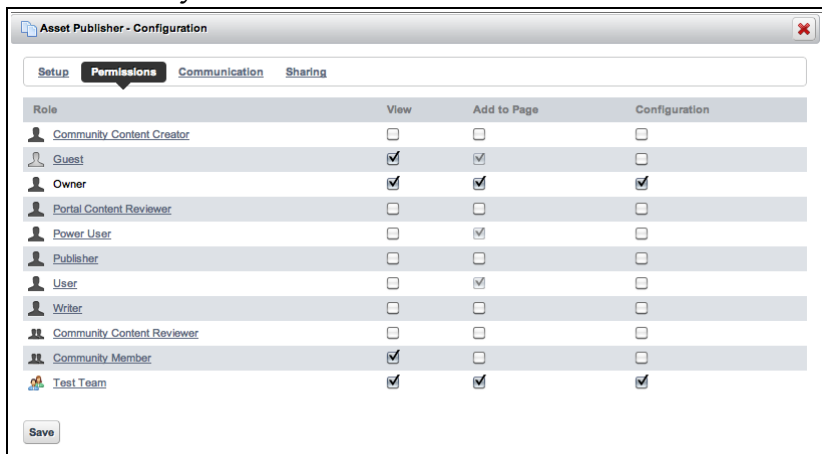 Asset Publisher - Configuration
Setup Permissions Communication Sharing
Role View Add to Page Configuration
Community Content Creator
Guest
Owner
Portal Content Reviewer
Power User
Publisher
User
Writer
Community Content Reviewer
Community Member
Test Team
Save